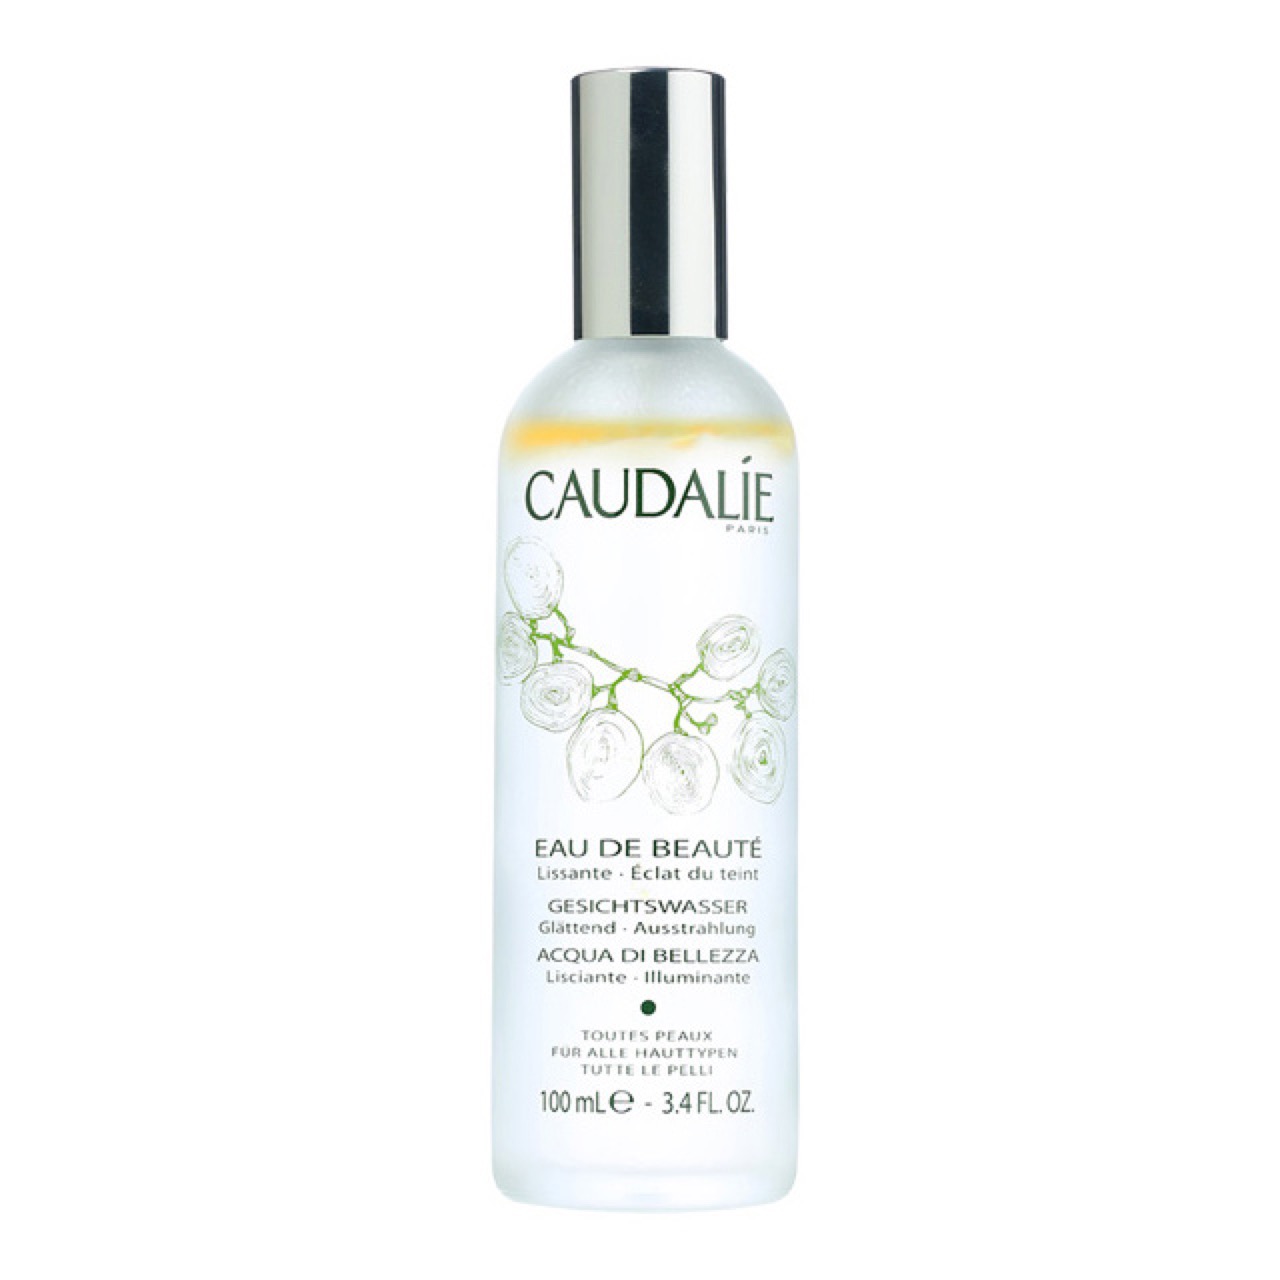 CAUDALÍE
PARIS
EAU DE BEAUTÉ
Lissante · Éclat du teint
GESICHTSWASSER
Glättend · Ausstrahlung
ACQUA DI BELLEZZA
Lisciante · Illuminante
TOUTES PEAUX
FÜR ALLE HAUTTYPEN
TUTTE LE PELLI
100 mL℮ - 3.4 FL. OZ.